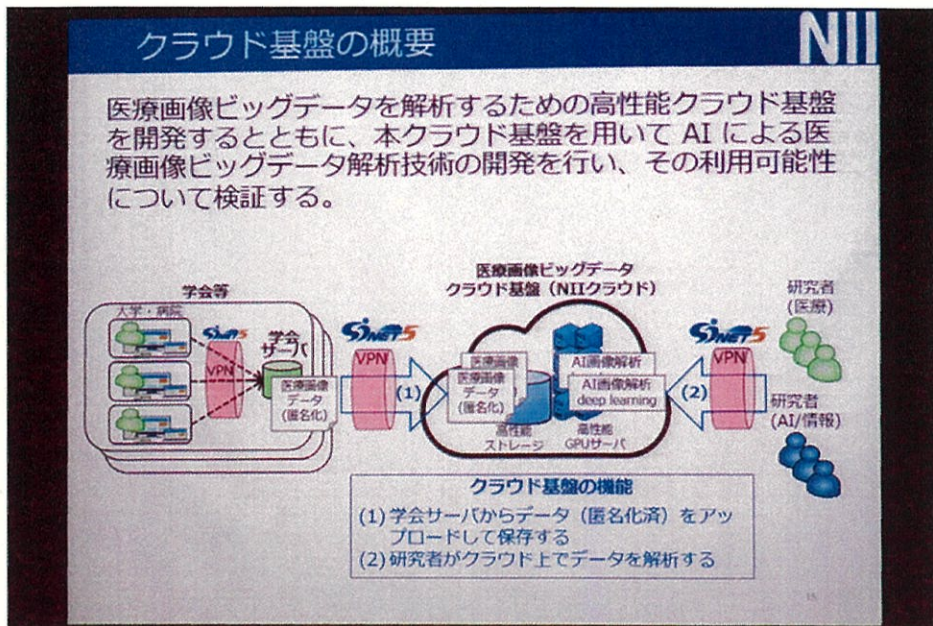 クラウド基盤の概要
NII
医療画像ビッグデータを解析するための高性能クラウド基盤
を開発するとともに、本クラウド基盤を用いて AI による医
療画像ビッグデータ解析技術の開発を行い、その利用可能性
について検証する。
学会等
大学・病院
SINET5
VPN
学会
サーバ
医療画像
データ
(匿名化)
SINET5
VPN
(1)
医療画像ビッグデータ
クラウド基盤（NIIクラウド）
医療画像
医療画像
データ
(匿名化)
高性能
ストレージ
AI画像解析
AI画像解析
deep learning
高性能
GPUサーバ
(2)
SINET5
VPN
研究者
(医療)
研究者
(AI/情報)
クラウド基盤の機能
(1) 学会サーバからデータ（匿名化済）をアッ
プロードして保存する
(2) 研究者がクラウド上でデータを解析する
15